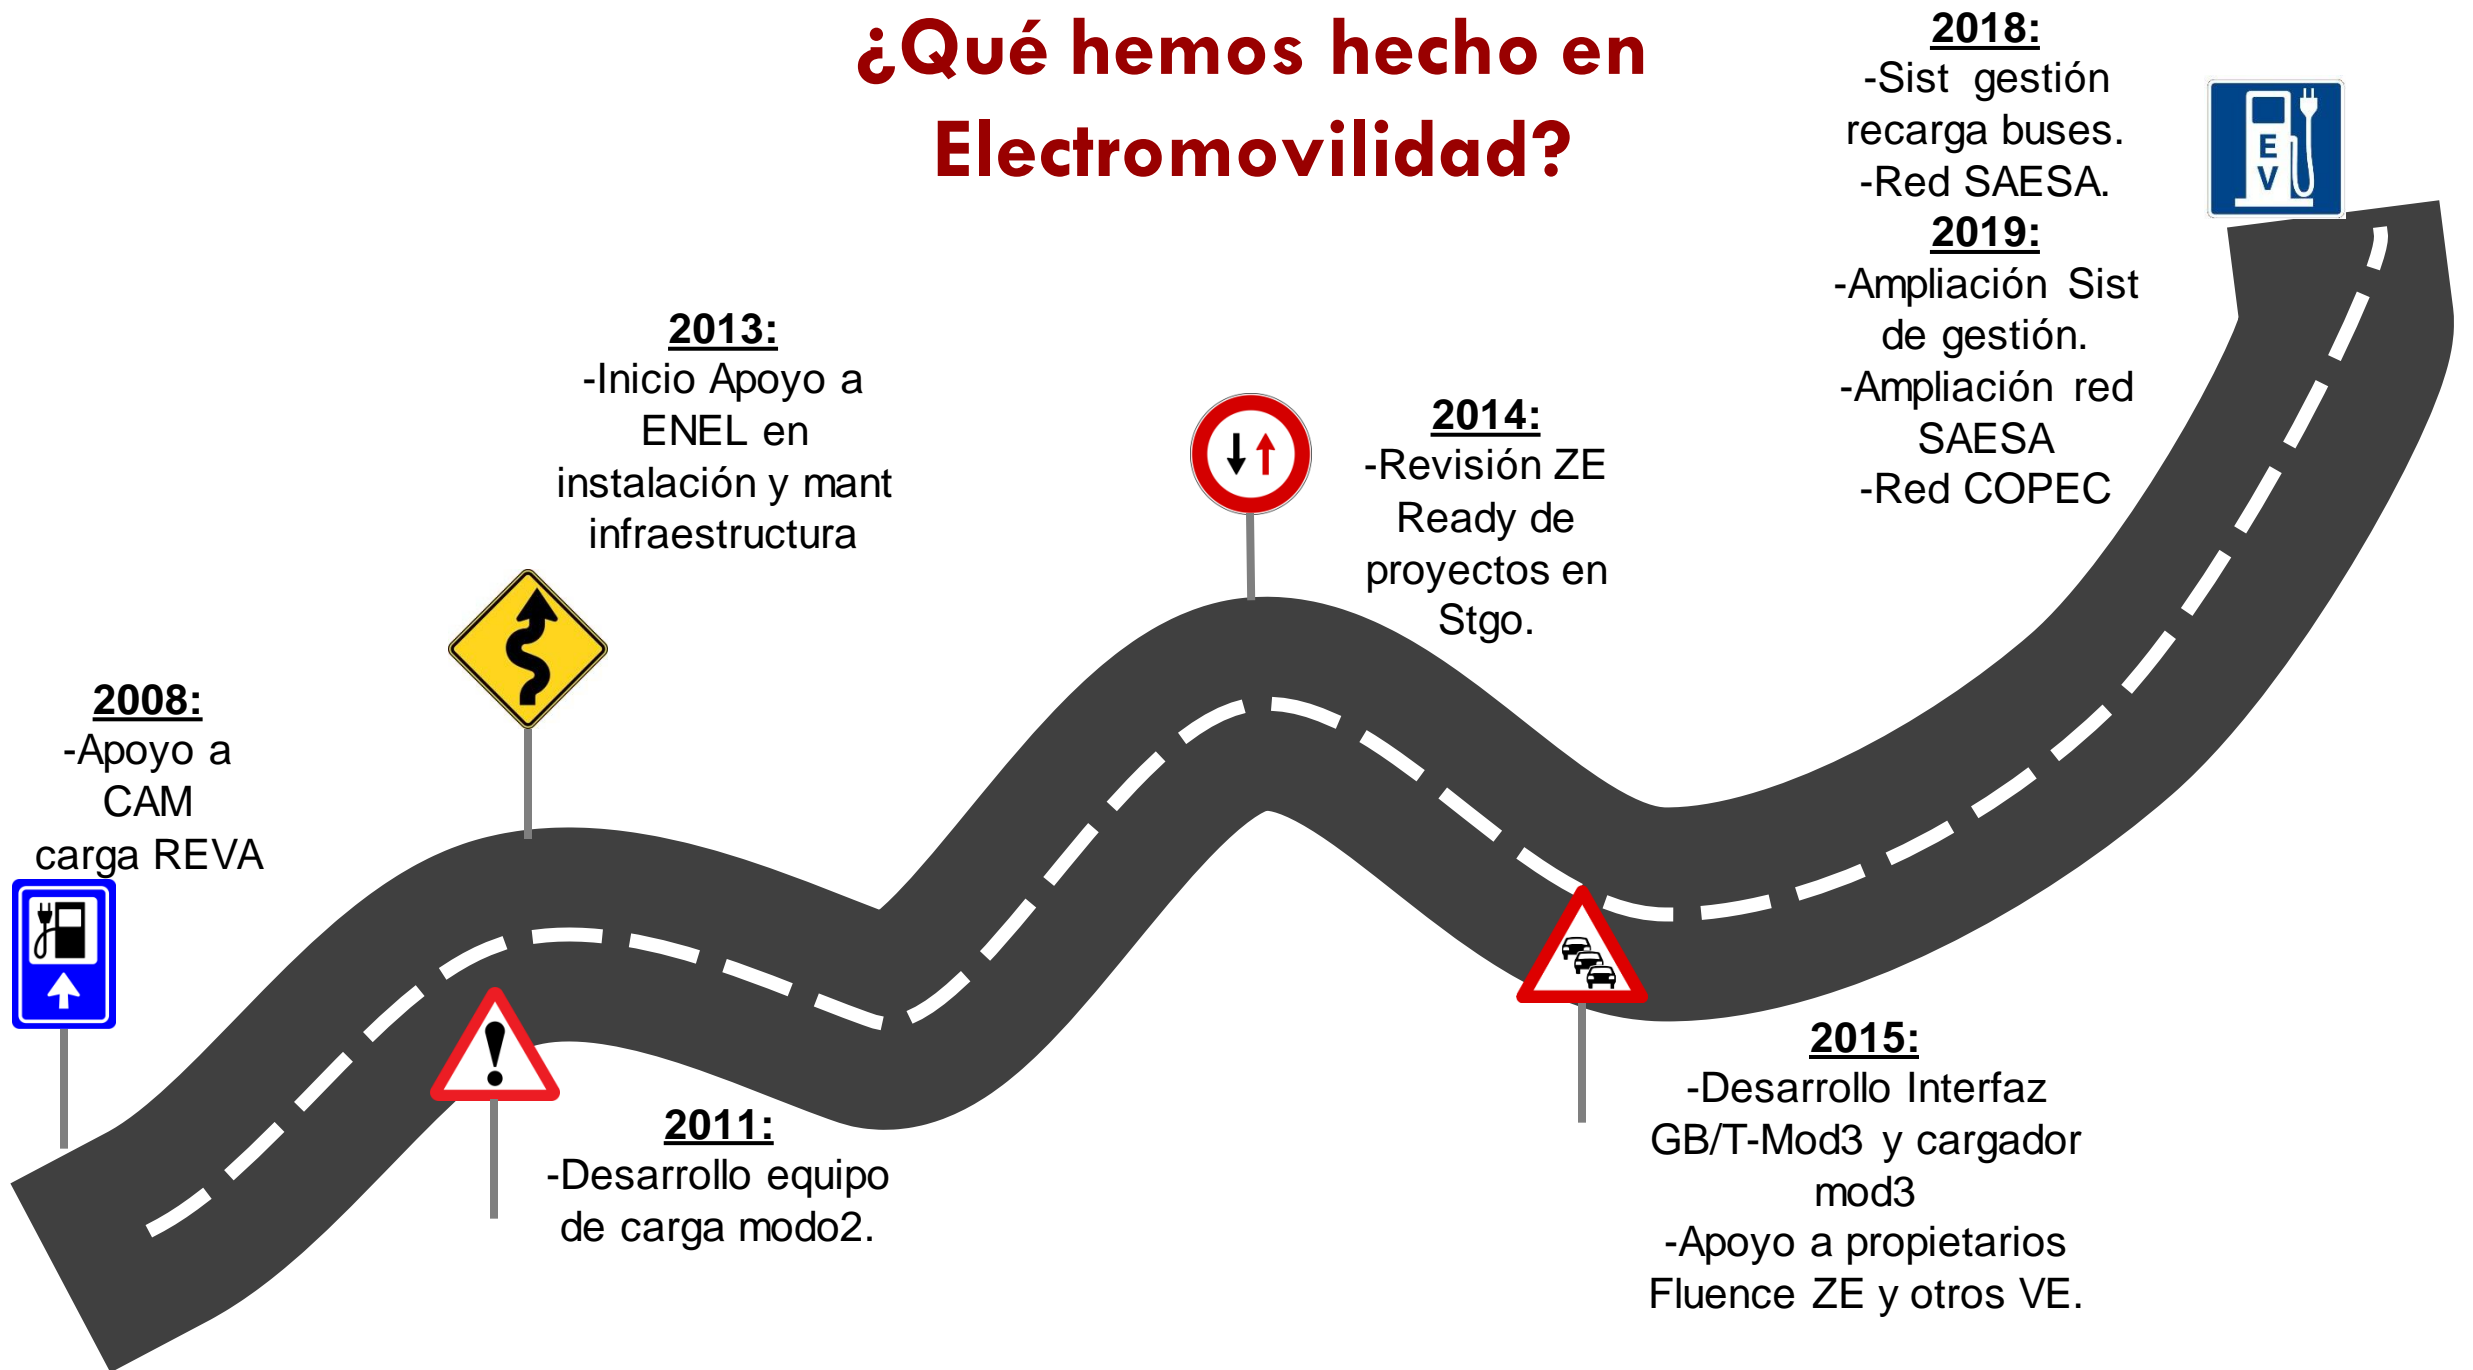 ¿Qué hemos hecho en
Electromovilidad?
2008:
-Apoyo a
CAM
carga REVA
2011:
-Desarrollo equipo
de carga modo2.
2013:
-Inicio Apoyo a
ENEL en
instalación y mant
infraestructura
2014:
-Revisión ZE
Ready de
proyectos en
Stgo.
2015:
-Desarrollo Interfaz
GB/T-Mod3 y cargador
mod3
-Apoyo a propietarios
Fluence ZE y otros VE.
2018:
-Sist gestión
recarga buses.
-Red SAESA.
2019:
-Ampliación Sist
de gestión.
-Ampliación red
SAESA
-Red COPEC
E
V